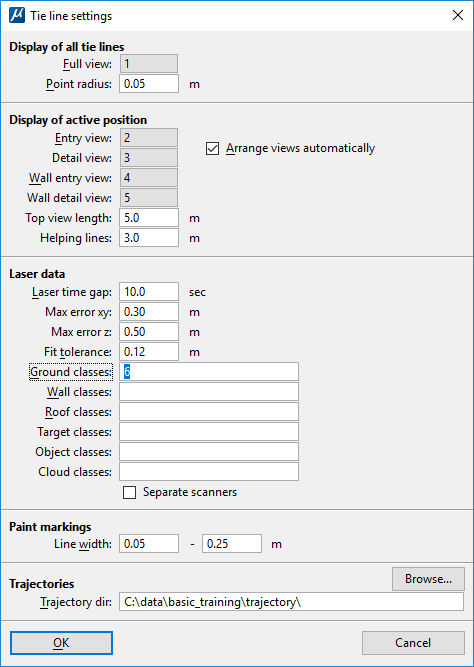 µ Tie line settings
Display of all tie lines
Full view: 1
Point radius: 0.05 m
Display of active position
Entry view: 2
Arrange views automatically
Detail view: 3
Wall entry view: 4
Wall detail view: 5
Top view length: 5.0 m
Helping lines: 3.0 m
Laser data
Laser time gap: 10.0 sec
Max error xy: 0.30 m
Max error z: 0.50 m
Fit tolerance: 0.12 m
Ground classes: 6
Wall classes:
Roof classes:
Target classes:
Object classes:
Cloud classes:
Separate scanners
Paint markings
Line width: 0.05 - 0.25 m
Trajectories
Browse...
Trajectory dir: C:\data\basic_training\trajectory\
OK Cancel